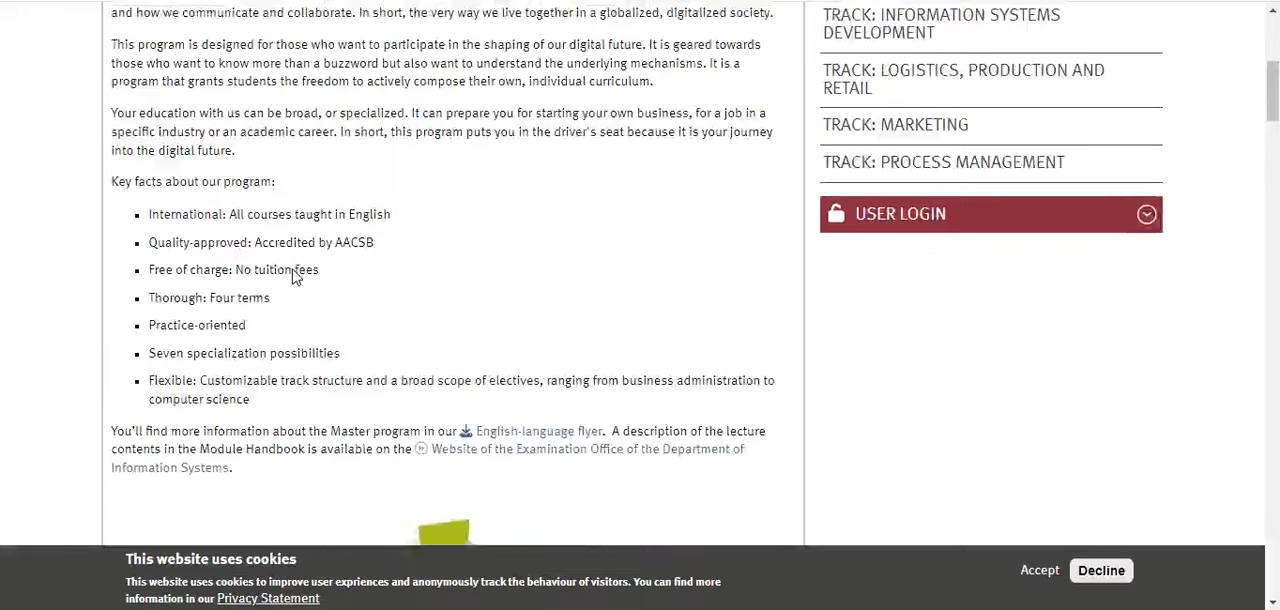 and how we communicate and collaborate. In short, the very way we live together in a globalized, digitalized society.
This program is designed for those who want to participate in the shaping of our digital future. It is geared towards
those who want to know more than a buzzword but also want to understand the underlying mechanisms. It is a
program that grants students the freedom to actively compose their own, individual curriculum.
Your education with us can be broad, or specialized. It can prepare you for starting your own business, for a job in a
specific industry or an academic career. In short, this program puts you in the driver's seat because it is your journey
into the digital future.
Key facts about our program:
International: All courses taught in English
Quality-approved: Accredited by AACSB
Free of charge: No tuition fees
Thorough: Four terms
Practice-oriented
Seven specialization possibilities
Flexible: Customizable track structure and a broad scope of electives, ranging from business administration to
computer science
You'll find more information about the Master program in our English-language flyer. A description of the lecture
contents in the Module Handbook is available on the Website of the Examination Office of the Department of
Information Systems.
TRACK: INFORMATION SYSTEMS
DEVELOPMENT
TRACK: LOGISTICS, PRODUCTION AND
RETAIL
TRACK: MARKETING
TRACK: PROCESS MANAGEMENT
USER LOGIN
This website uses cookies
This website uses cookies to improve user expriences and anonymously track the behaviour of visitors. You can find more
information in our Privacy Statement
Accept
Decline